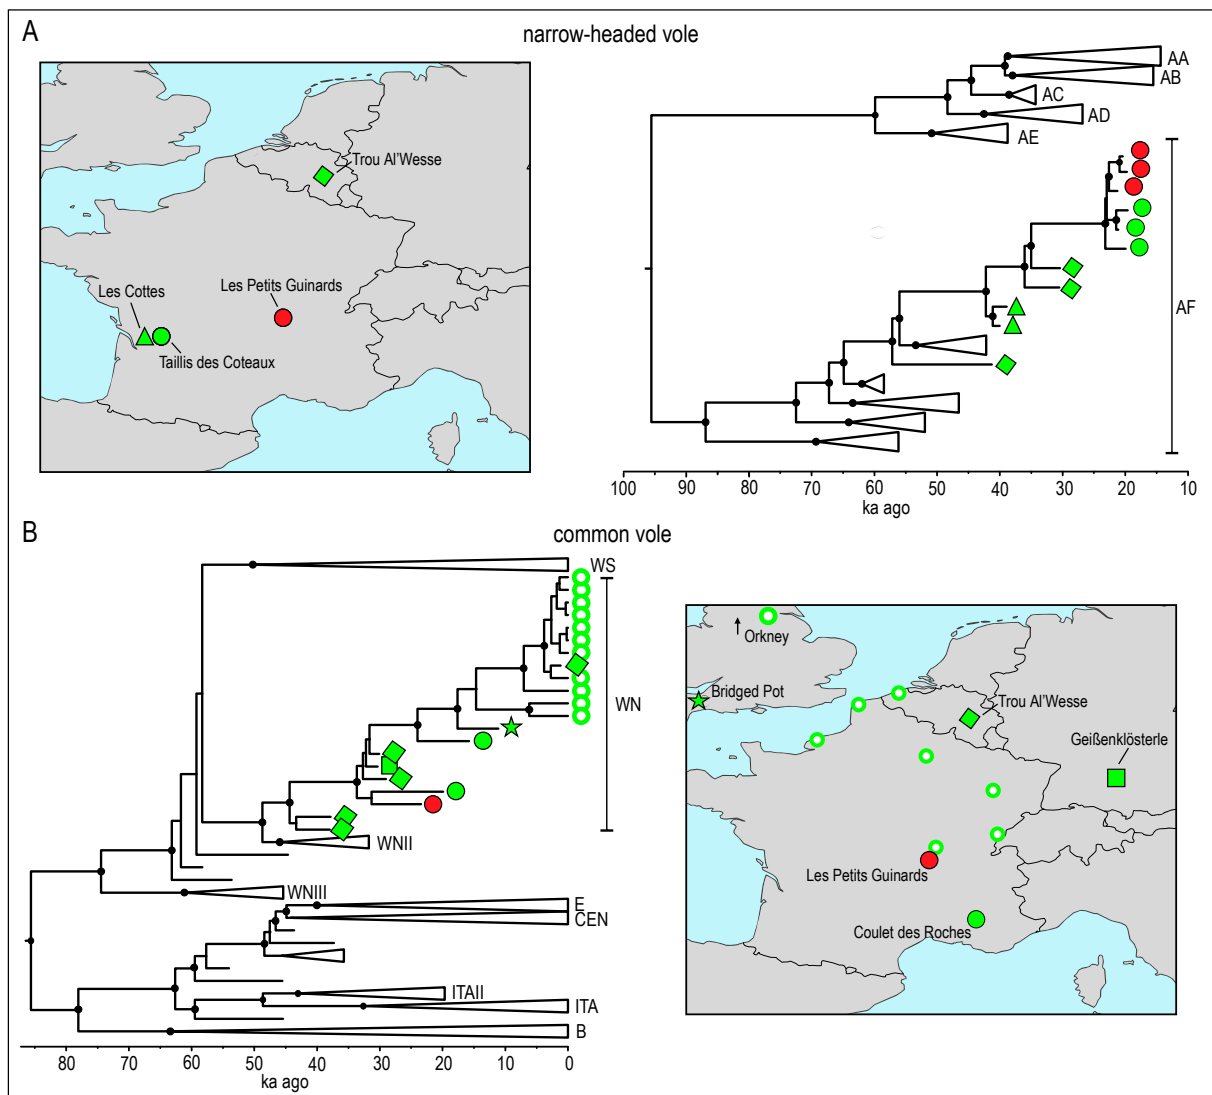 A
narrow-headed vole
Trou Al'Wesse
Les Cottes
Les Petits Guinards
Taillis des Coteaux
AA
AB
AC
AD
AE
AF
100 90 80 70 60 50 40 30 20 10
ka ago
B
common vole
WS
WN
WNII
WNIII
E
CEN
ITAII
ITA
B
80 70 60 50 40 30 20 10 0
ka ago
Orkney
Bridged Pot
Trou Al'Wesse
Geißenklösterle
Les Petits Guinards
Coulet des Roches